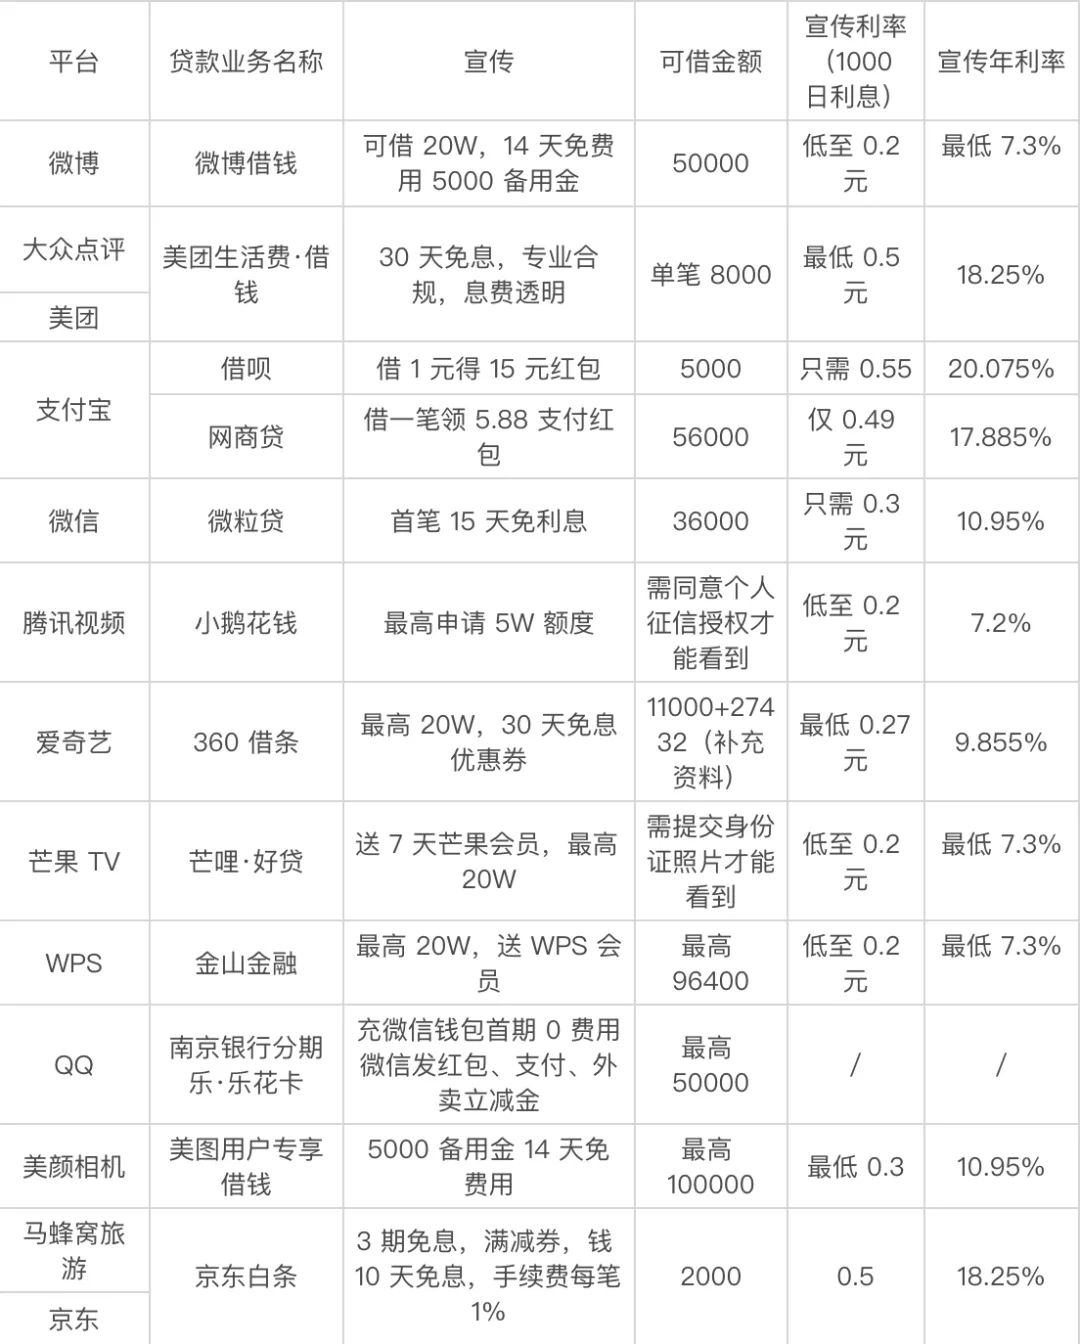 平台
贷款业务名称
宣传
可借金额
宣传利率
（1000
日利息）
宣传年利率
微博
微博借钱
可借 20W，14 天免费
用 5000 备用金
50000
低至 0.2
元
最低 7.3%
大众点评
美团
美团生活费·借
钱
30 天免息，专业合
规，息费透明
单笔 8000
最低 0.5
元
18.25%
支付宝
借呗
借 1 元得 15 元红包
5000
只需 0.55
20.075%
网商贷
借一笔领 5.88 支付红
包
56000
仅 0.49
元
17.885%
微信
微粒贷
首笔 15 天免利息
36000
只需 0.3
元
10.95%
腾讯视频
小鹅花钱
最高申请 5W 额度
需同意个人
征信授权才
能看到
低至 0.2
元
7.2%
爱奇艺
360 借条
最高 20W，30 天免息
优惠券
11000+274
32（补充
资料）
最低 0.27
元
9.855%
芒果 TV
芒哩·好贷
送 7 天芒果会员，最高
20W
需提交身份
证照片才能
看到
低至 0.2
元
最低 7.3%
WPS
金山金融
最高 20W，送 WPS 会
员
最高
96400
低至 0.2
元
最低 7.3%
QQ
南京银行分期
乐·乐花卡
充微信钱包首期 0 费用
微信发红包、支付、外
卖立减金
最高
50000
/
/
美颜相机
美图用户专享
借钱
5000 备用金 14 天免
费用
最高
100000
最低 0.3
10.95%
马蜂窝旅
游
京东
京东白条
3 期免息，满减券，钱
10 天免息，手续费每笔
1%
2000
0.5
18.25%